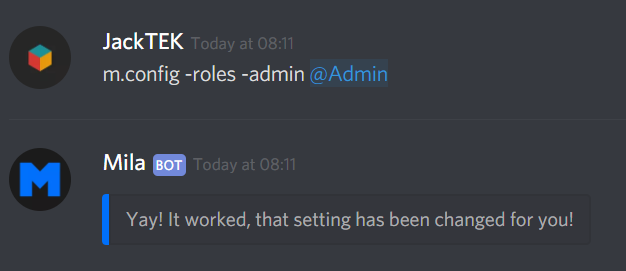 JackTEK Today at 08:11
m.config -roles -admin @Admin
Mila BOT Today at 08:11
Yay! It worked, that setting has been changed for you!